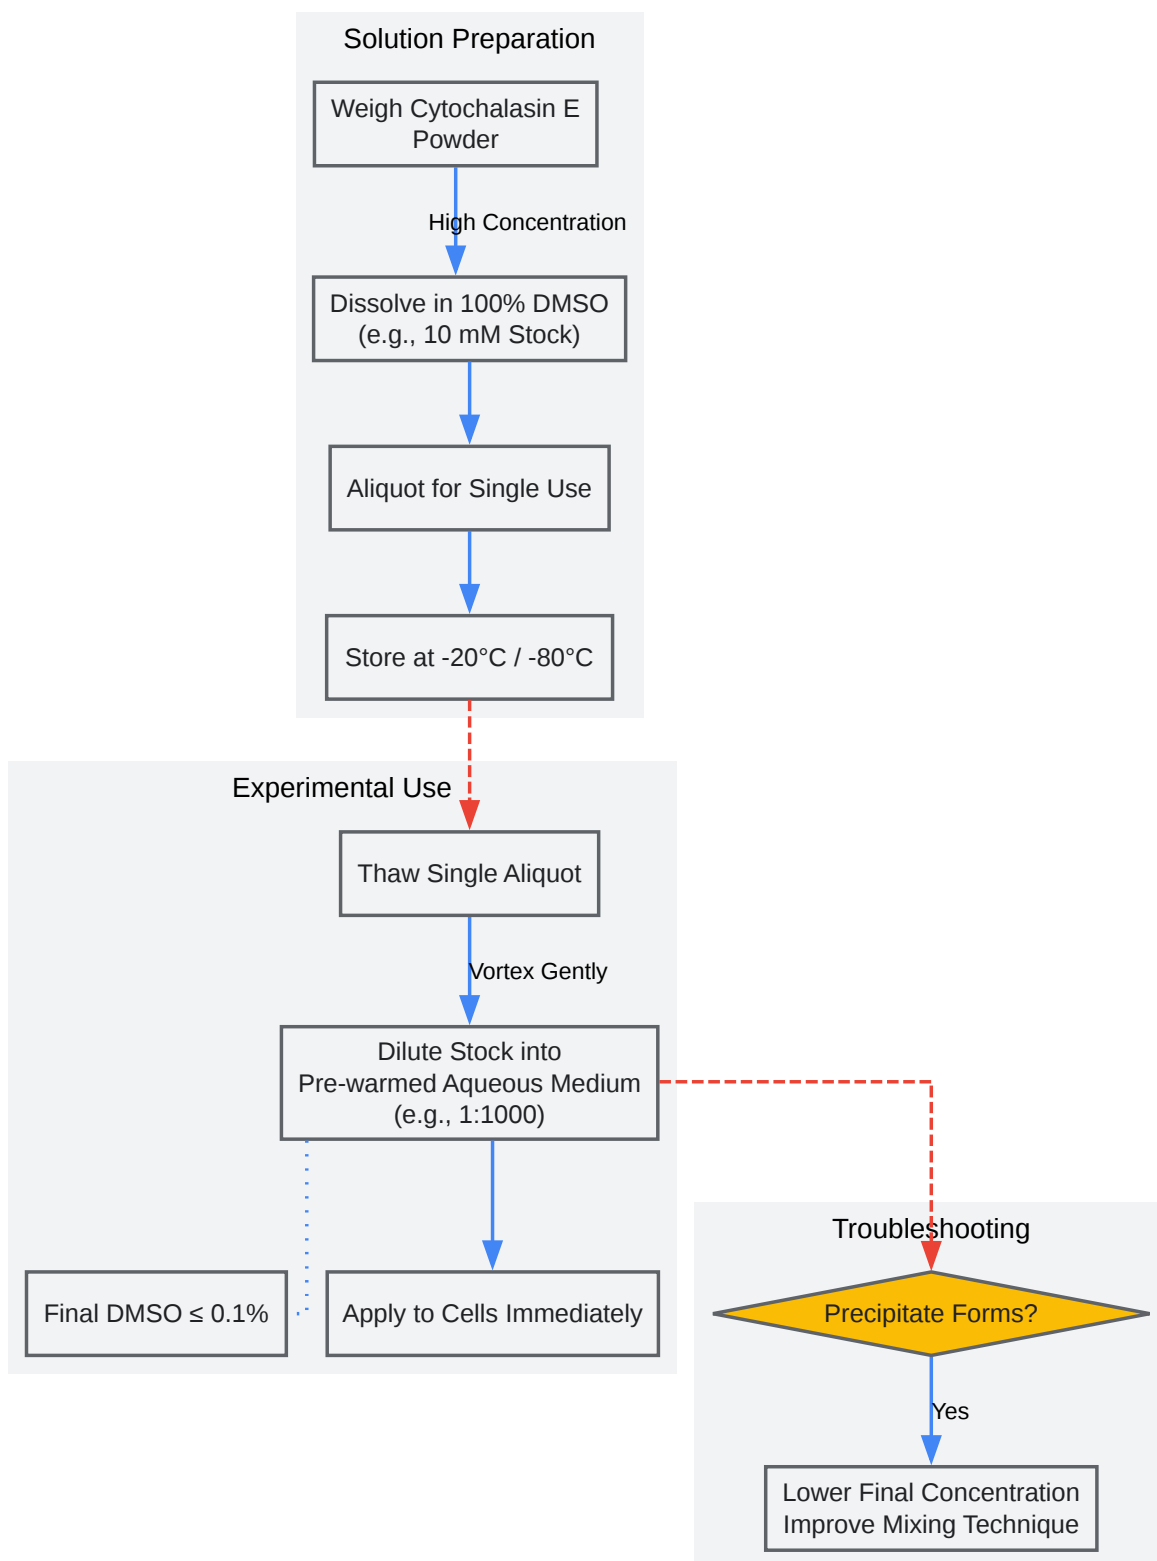 Solution Preparation
Weigh Cytochalasin E
Powder
High Concentration
Dissolve in 100% DMSO
(e.g., 10 mM Stock)
Aliquot for Single Use
Store at -20°C / -80°C
Experimental Use
Thaw Single Aliquot
Vortex Gently
Dilute Stock into
Pre-warmed Aqueous Medium
(e.g., 1:1000)
Final DMSO ≤ 0.1%
Apply to Cells Immediately
Troubleshooting
Precipitate Forms?
Yes
Lower Final Concentration
Improve Mixing Technique